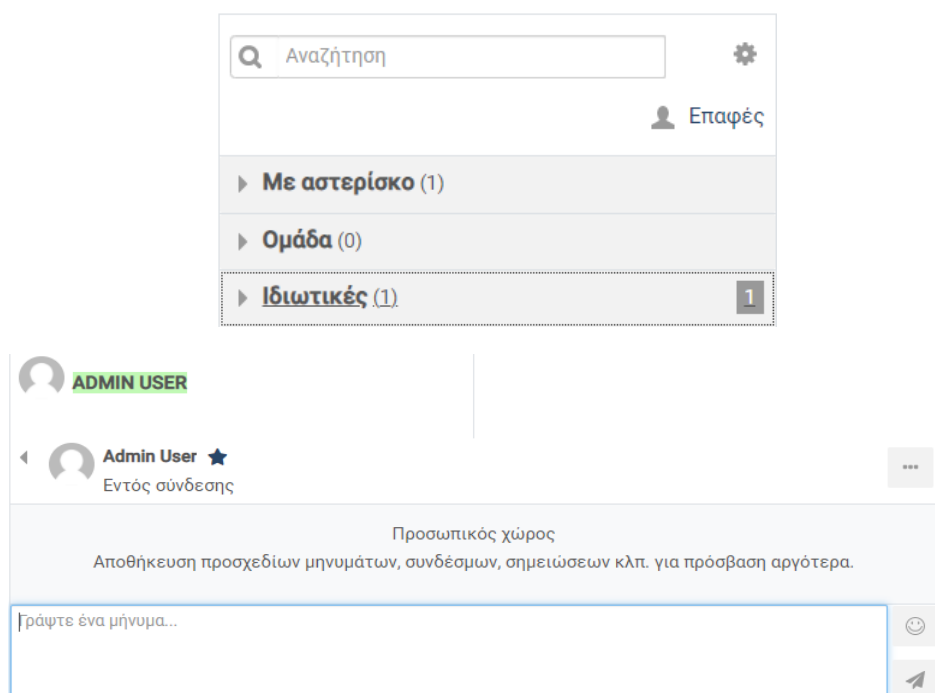 Αναζήτηση
Επαφές
Με αστερίσκο (1)
Ομάδα (0)
Ιδιωτικές (1) 1
ADMIN USER
Admin User
Εντός σύνδεσης
Προσωπικός χώρος
Αποθήκευση προσχεδίων μηνυμάτων, συνδέσμων, σημειώσεων κλπ. για πρόσβαση αργότερα.
Γράψτε ένα μήνυμα...